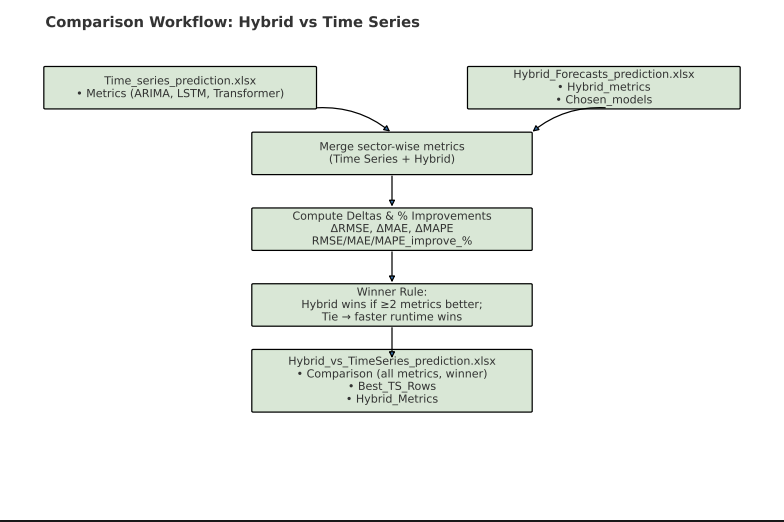 Comparison Workflow: Hybrid vs Time Series
Time_series_prediction.xlsx
• Metrics (ARIMA, LSTM, Transformer)
Hybrid_Forecasts_prediction.xlsx
• Hybrid_metrics
• Chosen_models
Merge sector-wise metrics
(Time Series + Hybrid)
Compute Deltas & % Improvements
ΔRMSE, ΔMAE, ΔMAPE
RMSE/MAE/MAPE_improve_%
Winner Rule:
Hybrid wins if ≥2 metrics better;
Tie → faster runtime wins
Hybrid_vs_TimeSeries_prediction.xlsx
• Comparison (all metrics, winner)
• Best_TS_Rows
• Hybrid_Metrics